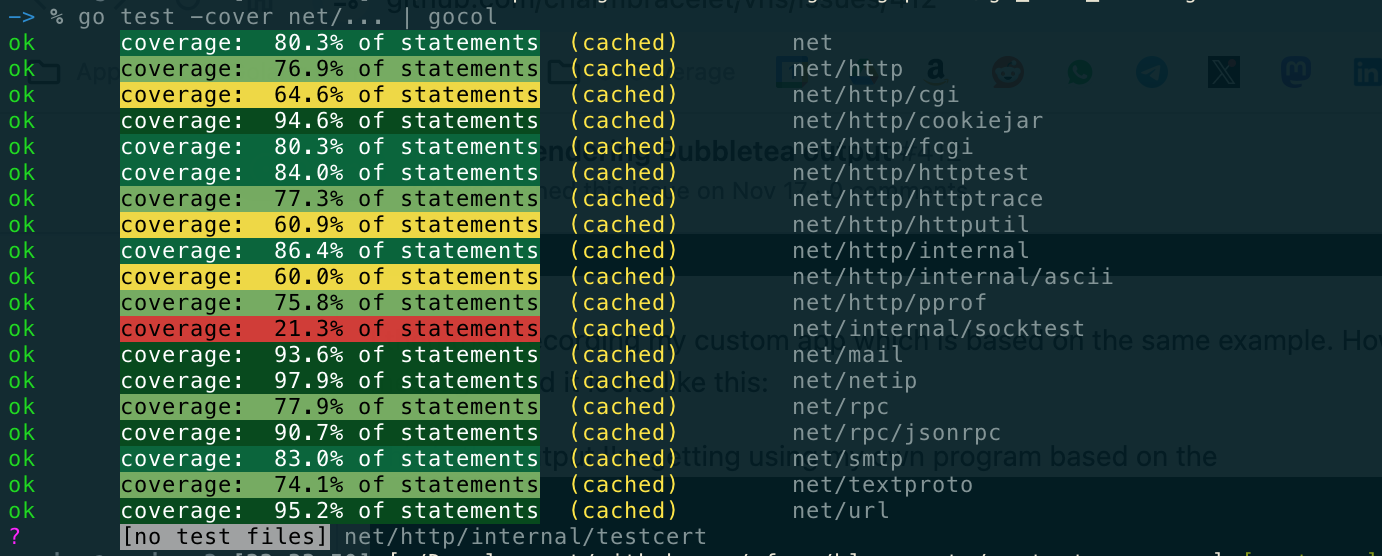 -> % go test -cover net/... | gocol
ok coverage: 80.3% of statements (cached) net
ok coverage: 76.9% of statements (cached) net/http
ok coverage: 64.6% of statements (cached) net/http/cgi
ok coverage: 94.6% of statements (cached) net/http/cookiejar
ok coverage: 80.3% of statements (cached) net/http/fcgi
ok coverage: 84.0% of statements (cached) net/http/httptest
ok coverage: 77.3% of statements (cached) net/http/httptrace
ok coverage: 60.9% of statements (cached) net/http/httputil
ok coverage: 86.4% of statements (cached) net/http/internal
ok coverage: 60.0% of statements (cached) net/http/internal/ascii
ok coverage: 75.8% of statements (cached) net/http/pprof
ok coverage: 21.3% of statements (cached) net/internal/socktest
ok coverage: 93.6% of statements (cached) net/mail
ok coverage: 97.9% of statements (cached) net/netip
ok coverage: 77.9% of statements (cached) net/rpc
ok coverage: 90.7% of statements (cached) net/rpc/jsonrpc
ok coverage: 83.0% of statements (cached) net/smtp
ok coverage: 74.1% of statements (cached) net/textproto
ok coverage: 95.2% of statements (cached) net/url
? [no test files] net/http/internal/testcert